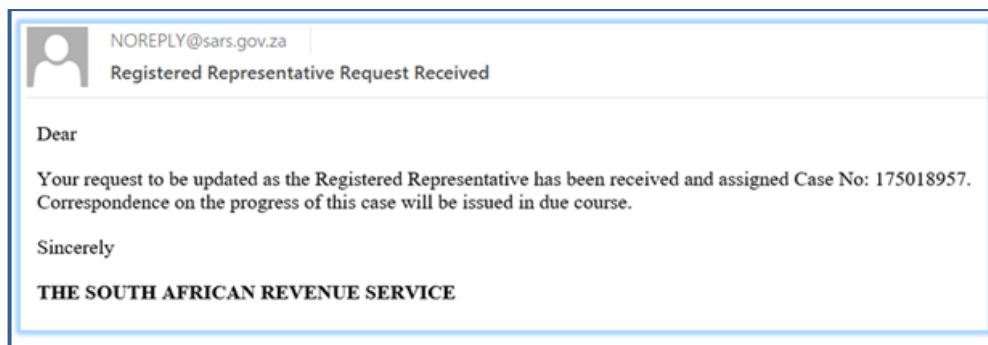 NOREPLY@sars.gov.za
Registered Representative Request Received
Dear
Your request to be updated as the Registered Representative has been received and assigned Case No: 175018957.
Correspondence on the progress of this case will be issued in due course.
Sincerely
THE SOUTH AFRICAN REVENUE SERVICE